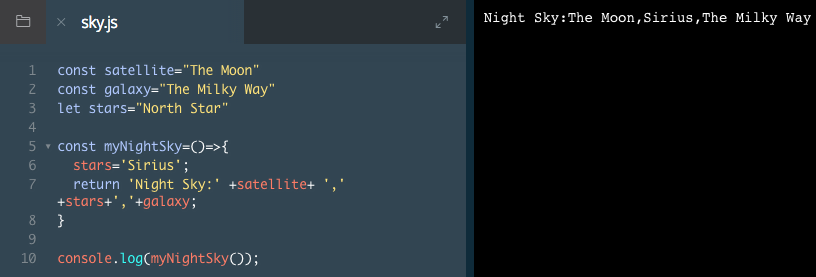 sky.js
1 const satellite="The Moon"
2 const galaxy="The Milky Way"
3 let stars="North Star"
4
5 const myNightSky=()=>{
6 stars='Sirius';
7 return 'Night Sky:' +satellite+ ','
+stars+','+galaxy;
8 }
9
10 console.log(myNightSky());
Night Sky:The Moon,Sirius,The Milky Way